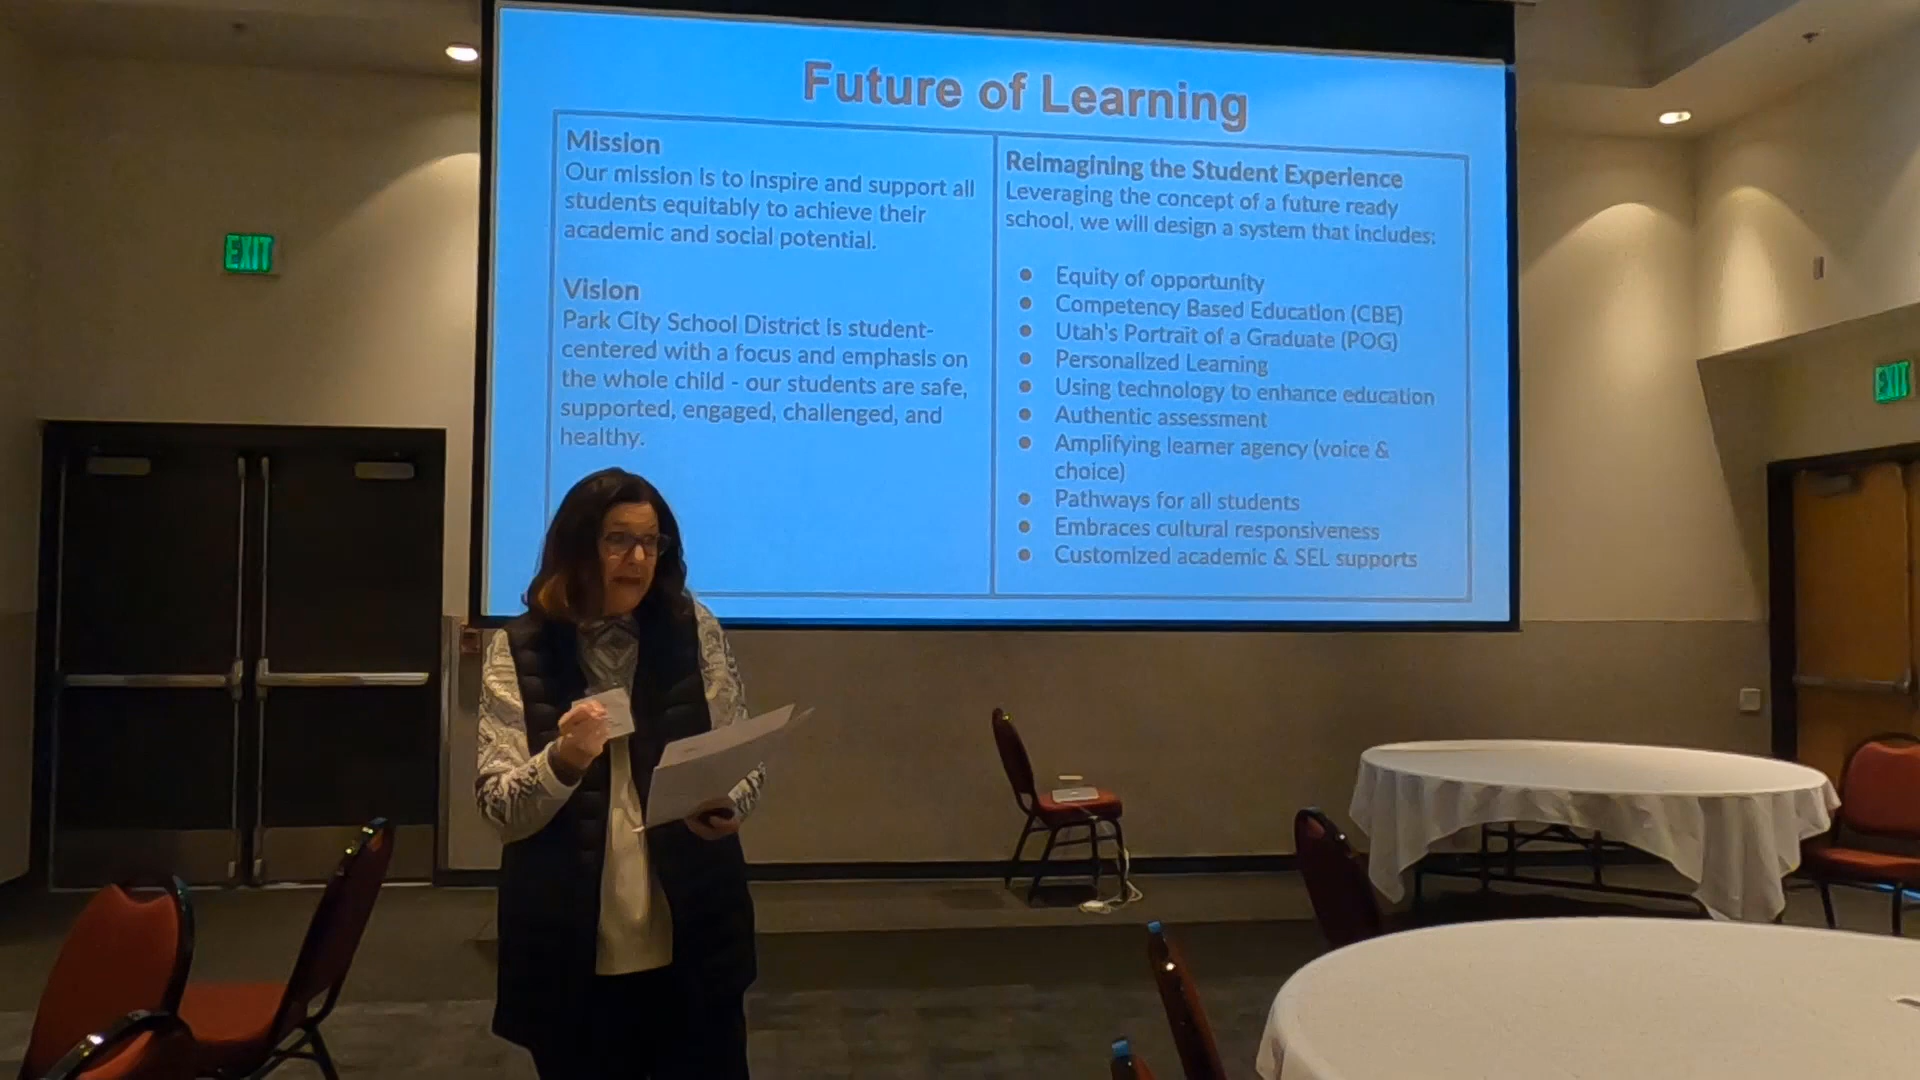 Future of Learning
Mission
Our mission is to inspire and support all
students equitably to achieve their
academic and social potential.
Vision
Park City School District is student-
centered with a focus and emphasis on
the whole child - our students are safe,
supported, engaged, challenged, and
healthy.
Reimagining the Student Experience
Leveraging the concept of a future ready
school, we will design a system that includes:
● Equity of opportunity
● Competency Based Education (CBE)
● Utah's Portrait of a Graduate (POG)
● Personalized Learning
● Using technology to enhance education
● Authentic assessment
● Amplifying learner agency (voice &
choice)
● Pathways for all students
● Embraces cultural responsiveness
● Customized academic & SEL supports
EXIT
EXIT